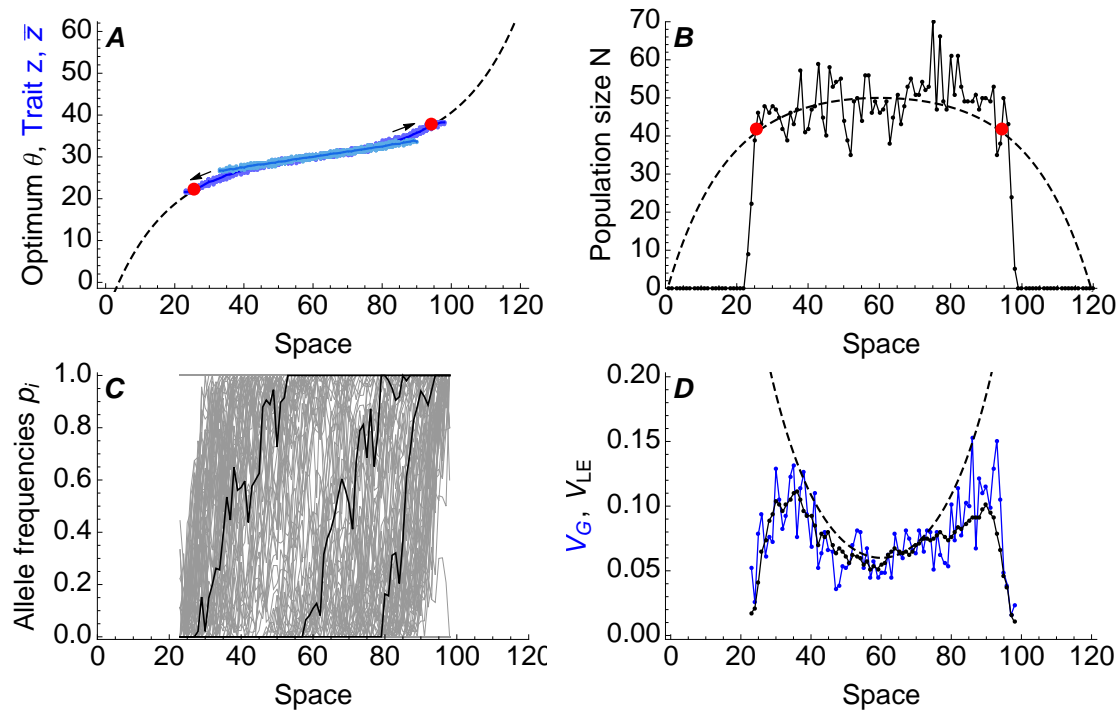 A
Optimum θ, Trait z, z̅
60
50
40
30
20
10
0
0 20 40 60 80 100 120
Space
B
Population size N
70
60
50
40
30
20
10
0
0 20 40 60 80 100 120
Space
C
Allele frequencies pᵢ
1.0
0.8
0.6
0.4
0.2
0.0
0 20 40 60 80 100 120
Space
D
V_G, V_LE
0.20
0.15
0.10
0.05
0.00
0 20 40 60 80 100 120
Space